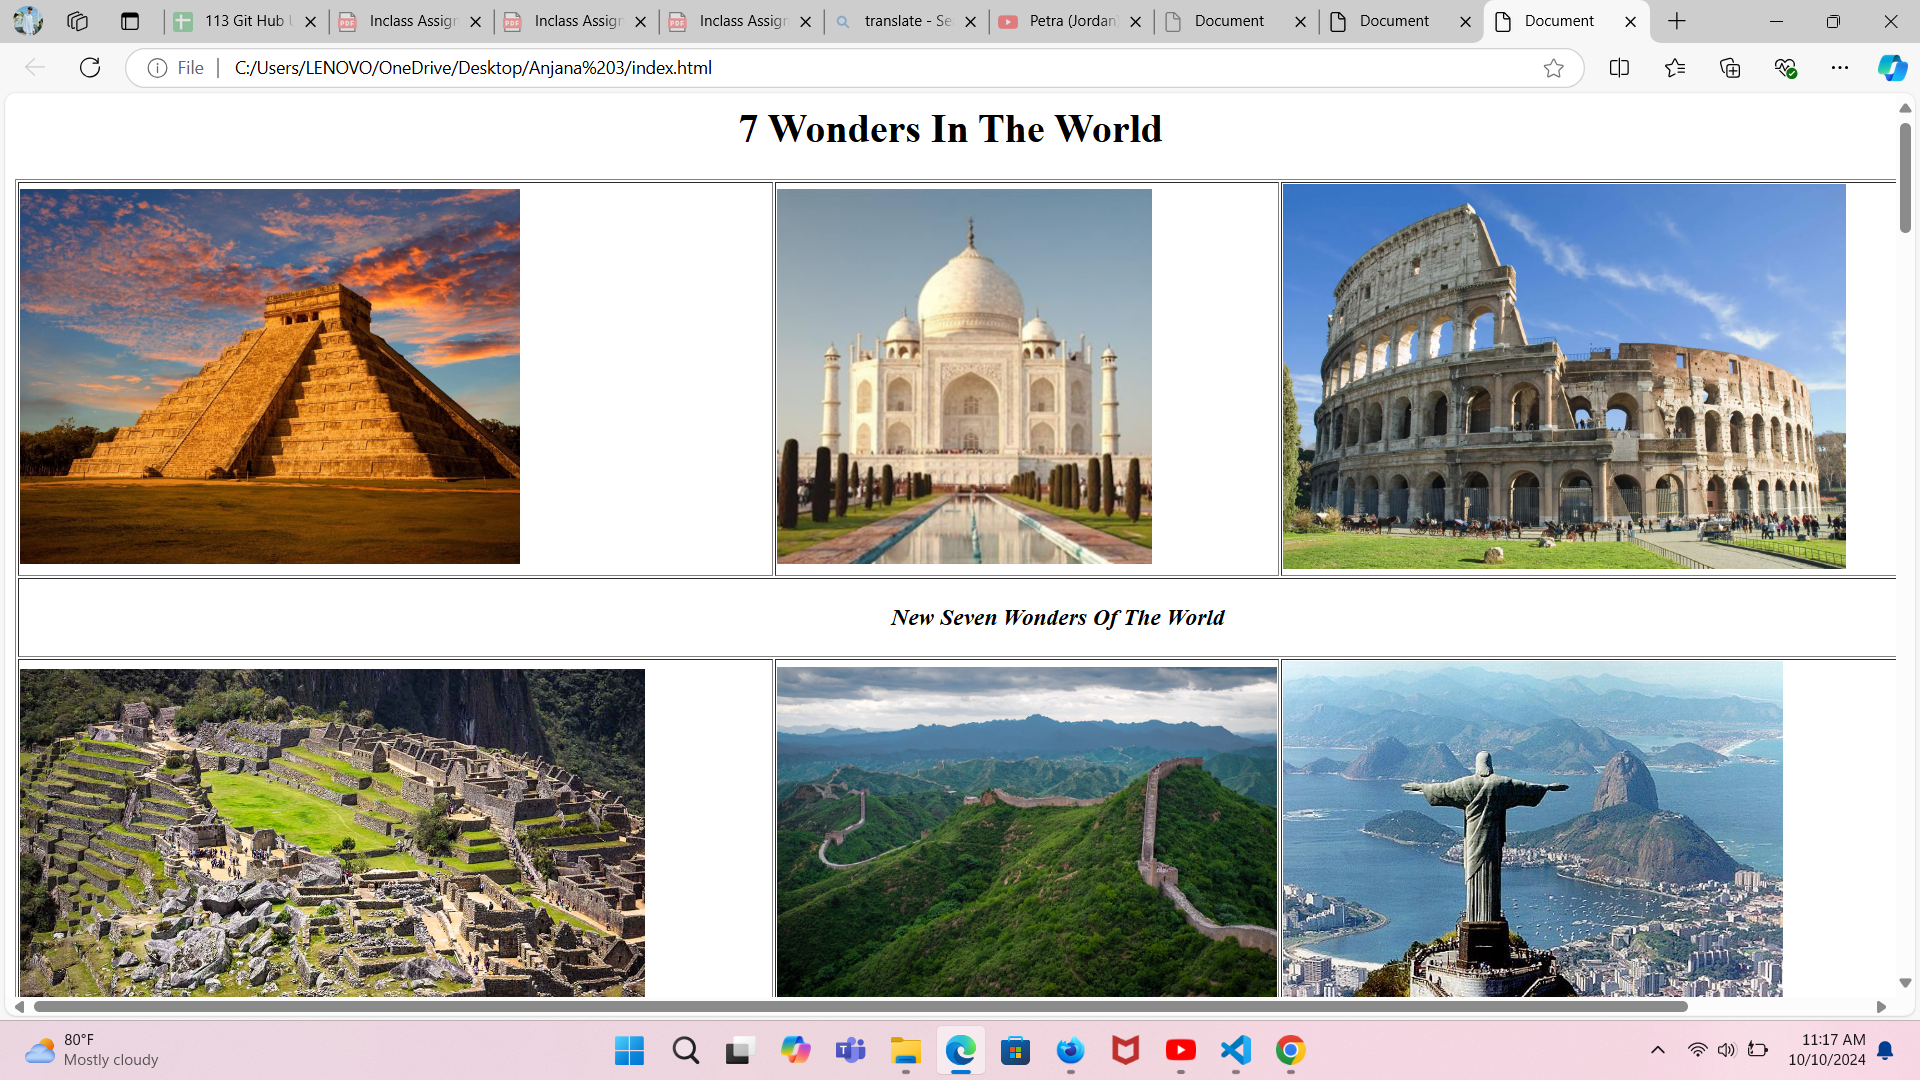 113 Git Hub
Inclass Assign
Inclass Assign
Inclass Assign
translate - Se
Petra (Jordan)
Document
Document
Document
File
C:/Users/LENOVO/OneDrive/Desktop/Anjana%203/index.html
7 Wonders In The World
New Seven Wonders Of The World
80°F
Mostly cloudy
11:17 AM
10/10/2024